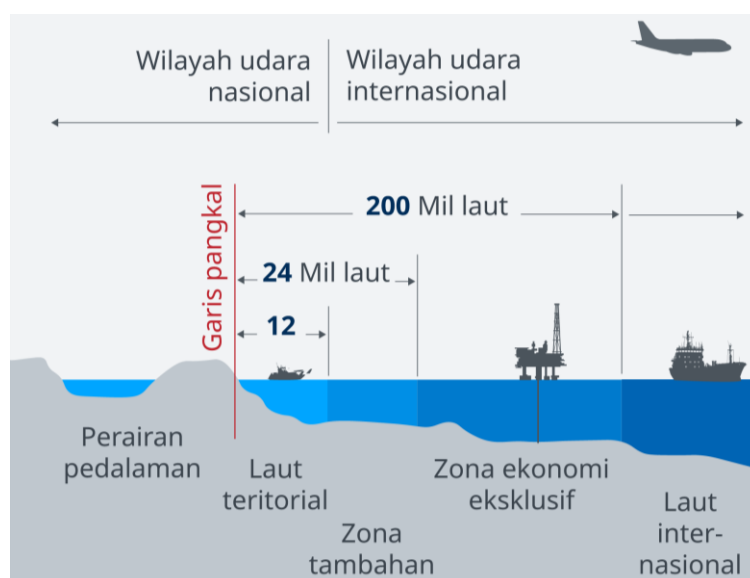 Wilayah udara
nasional
Wilayah udara
internasional
Garis pangkal
200 Mil laut
24 Mil laut
12
Perairan
pedalaman
Laut
teritorial
Zona
tambahan
Zona ekonomi
eksklusif
Laut
inter-
nasional